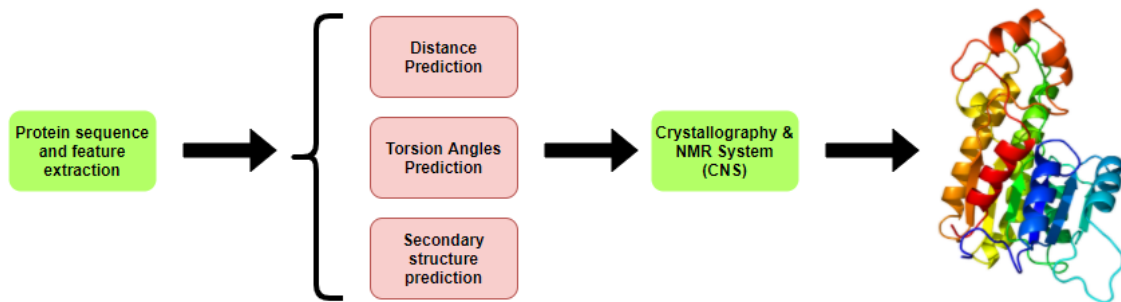 Protein sequence
and feature
extraction
Distance
Prediction
Torsion Angles
Prediction
Secondary
structure
prediction
Crystallography &
NMR System
(CNS)